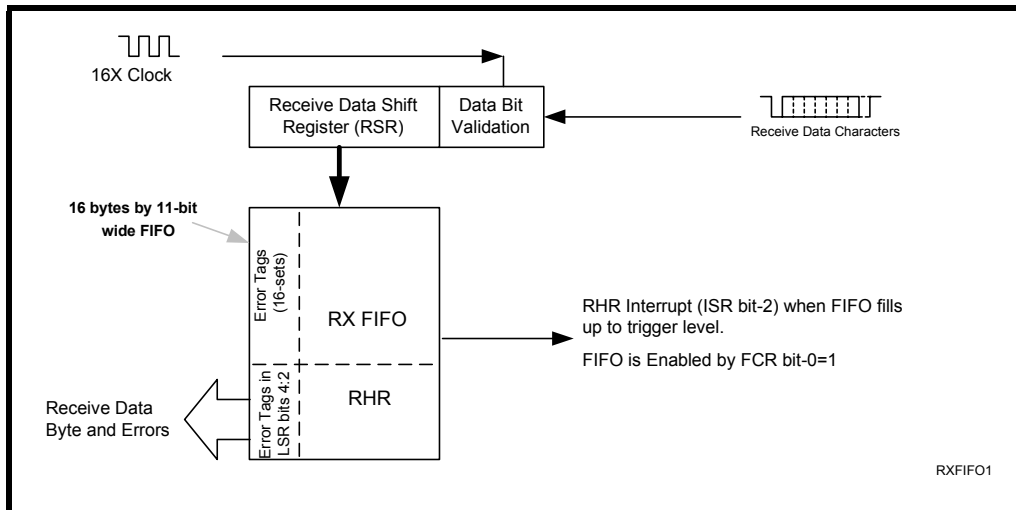 16X Clock
Receive Data Shift
Register (RSR)
Data Bit
Validation
Receive Data Characters
16 bytes by 11-bit
wide FIFO
Error Tags
(16-sets)
RX FIFO
RHR Interrupt (ISR bit-2) when FIFO fills
up to trigger level.
FIFO is Enabled by FCR bit-0=1
Error Tags in
LSR bits 4:2
RHR
Receive Data
Byte and Errors
RXFIFO1